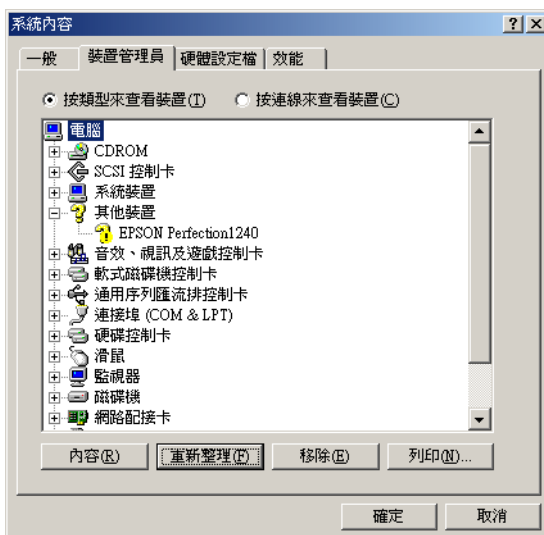 系統內容
一般 裝置管理員 硬體設定檔 效能
按類型來查看裝置(T) 按連線來查看裝置(C)
電腦
CDROM
SCSI 控制卡
系統裝置
其他裝置
EPSON Perfection1240
音效、視訊及遊戲控制卡
軟式磁碟機控制卡
通用序列匯流排控制卡
連接埠 (COM & LPT)
硬碟控制卡
滑鼠
監視器
磁碟機
網路配接卡
內容(R) 重新整理(F) 移除(E) 列印(N)...
確定 取消